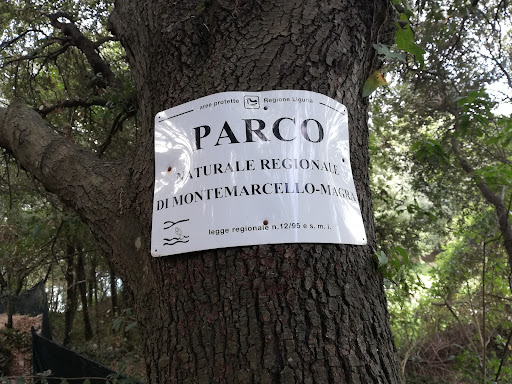 aree protette Regione Liguria
PARCO
NATURALE REGIONALE
DI MONTEMARCELLO-MAGRA
legge regionale n.12/95 e s. m. i.